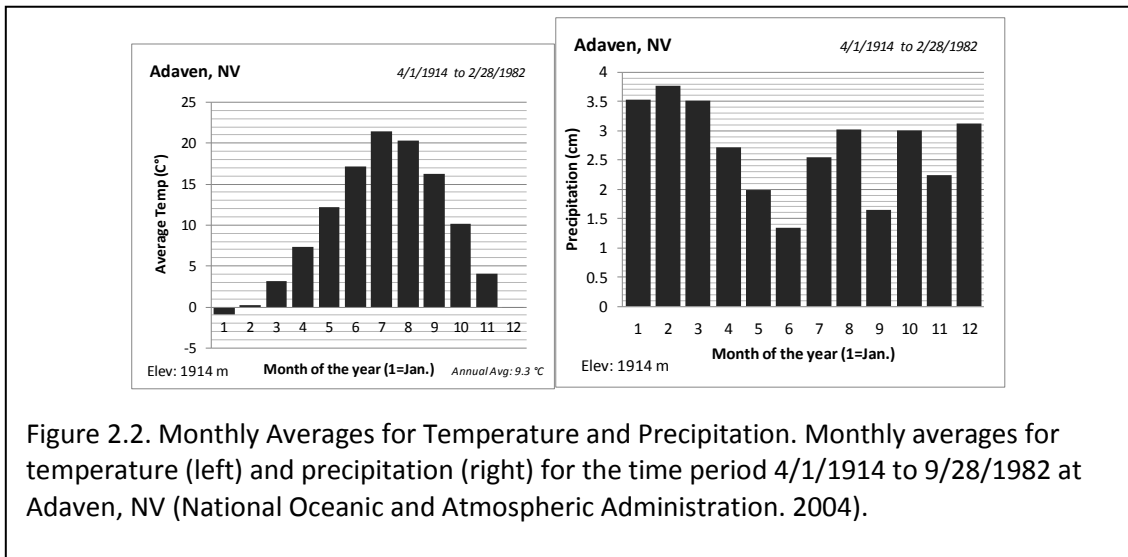 Adaven, NV
4/1/1914 to 2/28/1982
25
20
15
10
5
0
-5
Average Temp (C°)
1 2 3 4 5 6 7 8 9 10 11 12
Month of the year (1=Jan.)
Elev: 1914 m
Annual Avg: 9.3 °C
Adaven, NV
4/1/1914 to 2/28/1982
4
3.5
3
2.5
2
1.5
1
0.5
0
Precipitation (cm)
1 2 3 4 5 6 7 8 9 10 11 12
Month of the year (1=Jan.)
Elev: 1914 m
Figure 2.2. Monthly Averages for Temperature and Precipitation. Monthly averages for
temperature (left) and precipitation (right) for the time period 4/1/1914 to 9/28/1982 at
Adaven, NV (National Oceanic and Atmospheric Administration. 2004).